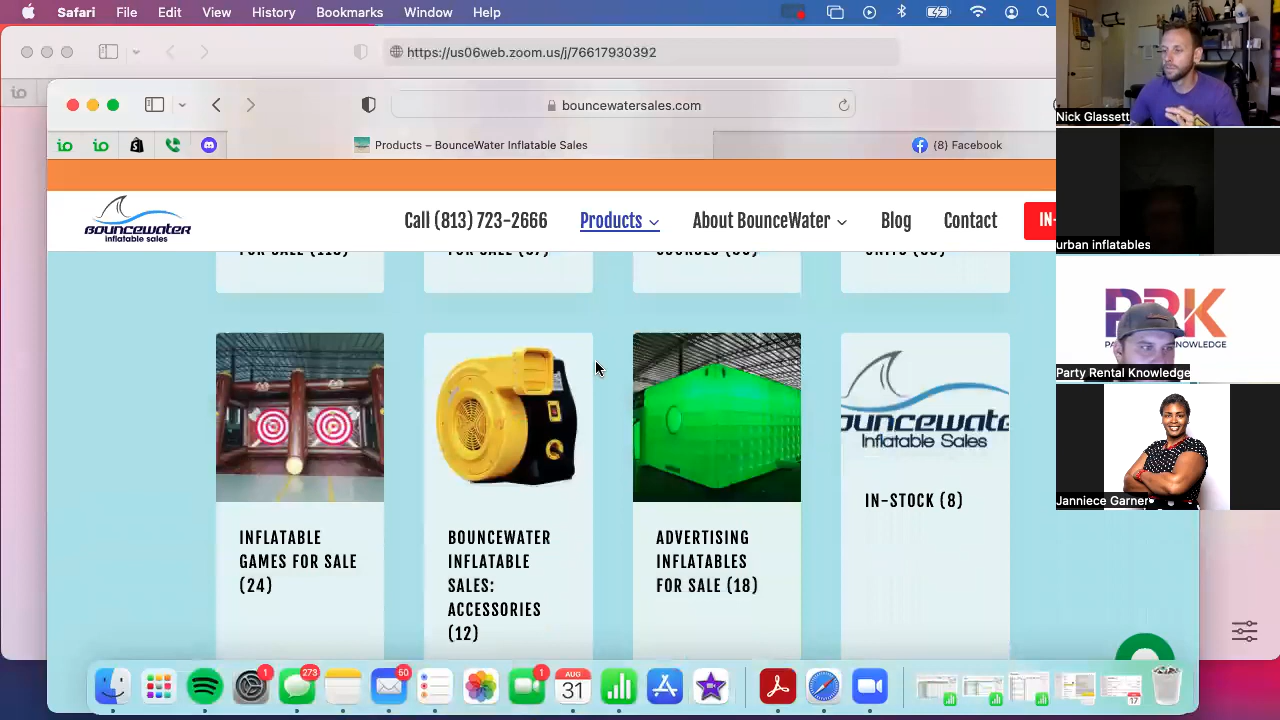 Safari File Edit View History Bookmarks Window Help
https://us06web.zoom.us/j/76617930392
bouncewatersales.com
Products – BounceWater Inflatable Sales
(8) Facebook
BOUNCEWATER
inflatable sales
Call (813) 723-2666 Products About BounceWater Blog Contact IN-
INFLATABLE
GAMES FOR SALE
(24)
BOUNCEWATER
INFLATABLE
SALES:
ACCESSORIES
(12)
ADVERTISING
INFLATABLES
FOR SALE (18)
ouncewate
Inflatable Sales
IN-STOCK (8)
Nick Glassett
urban inflatables
PRK
Party Rental Knowledge
Janniece Garner
1
273
50
1
AUG
31
17